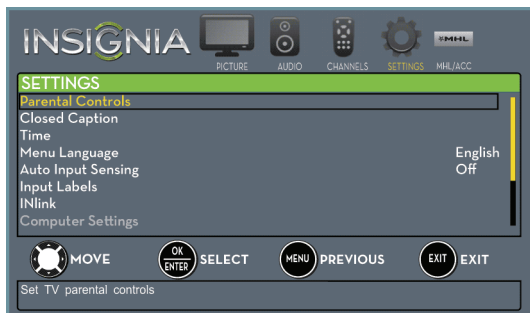 INSIGNIA
PICTURE AUDIO CHANNELS SETTINGS MHL/ACC
MHL
SETTINGS
Parental Controls
Closed Caption
Time
Menu Language English
Auto Input Sensing Off
Input Labels
INlink
Computer Settings
MOVE OK ENTER SELECT MENU PREVIOUS EXIT EXIT
Set TV parental controls